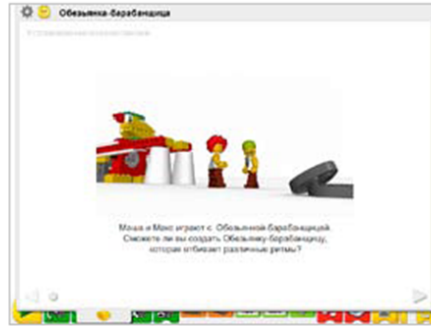 Обезьянка-барабанщица
Маша и Макс играют с Обезьянкой-барабанщицей.
Сможете ли вы создать Обезьянку-барабанщицу,
которая отбивает различные ритмы?